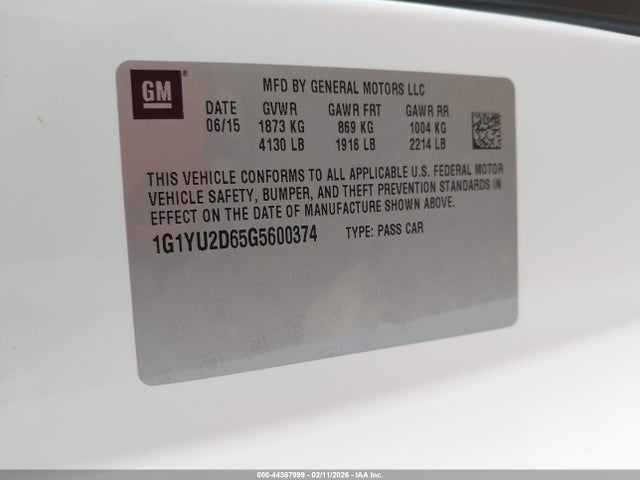 GM
MFD BY GENERAL MOTORS LLC
DATE GVWR GAWR FRT GAWR RR
06/15 1873 KG 869 KG 1004 KG
4130 LB 1916 LB 2214 LB
THIS VEHICLE CONFORMS TO ALL APPLICABLE U.S. FEDERAL MOTOR
VEHICLE SAFETY, BUMPER, AND THEFT PREVENTION STANDARDS IN
EFFECT ON THE DATE OF MANUFACTURE SHOWN ABOVE.
1G1YU2D65G5600374 TYPE: PASS CAR
000-44367999 - 02/11/2026 - IAA Inc.